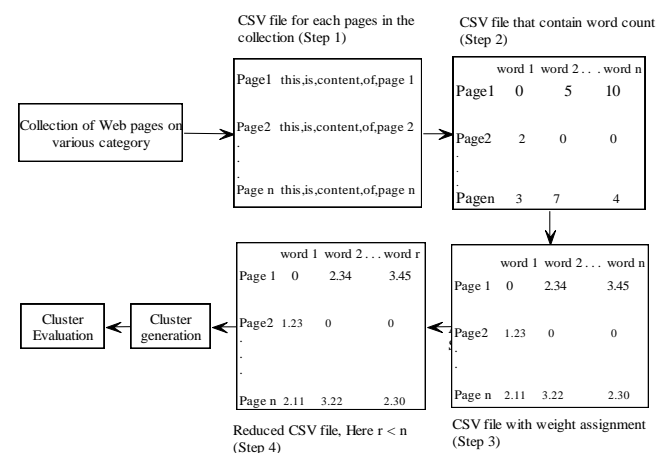 CSV file for each pages in the
collection (Step 1)
CSV file that contain word count
(Step 2)
Collection of Web pages on
various category
Page1 this,is,content,of,page 1
Page2 this,is,content,of,page 2
.
.
.
Page n this,is,content,of,page n
word 1 word 2 . . . word n
Page1 0 5 10
Page2 2 0 0
.
.
.
Pagen 3 7 4
word 1 word 2 . . . word n
Page 1 0 2.34 3.45
Page2 1.23 0 0
.
.
Page n 2.11 3.22 2.30
CSV file with weight assignment
(Step 3)
word 1 word 2 . . . word r
Page 1 0 2.34 3.45
Page2 1.23 0 0
.
.
Page n 2.11 3.22 2.30
Reduced CSV file, Here r < n
(Step 4)
Cluster
generation
Cluster
Evaluation